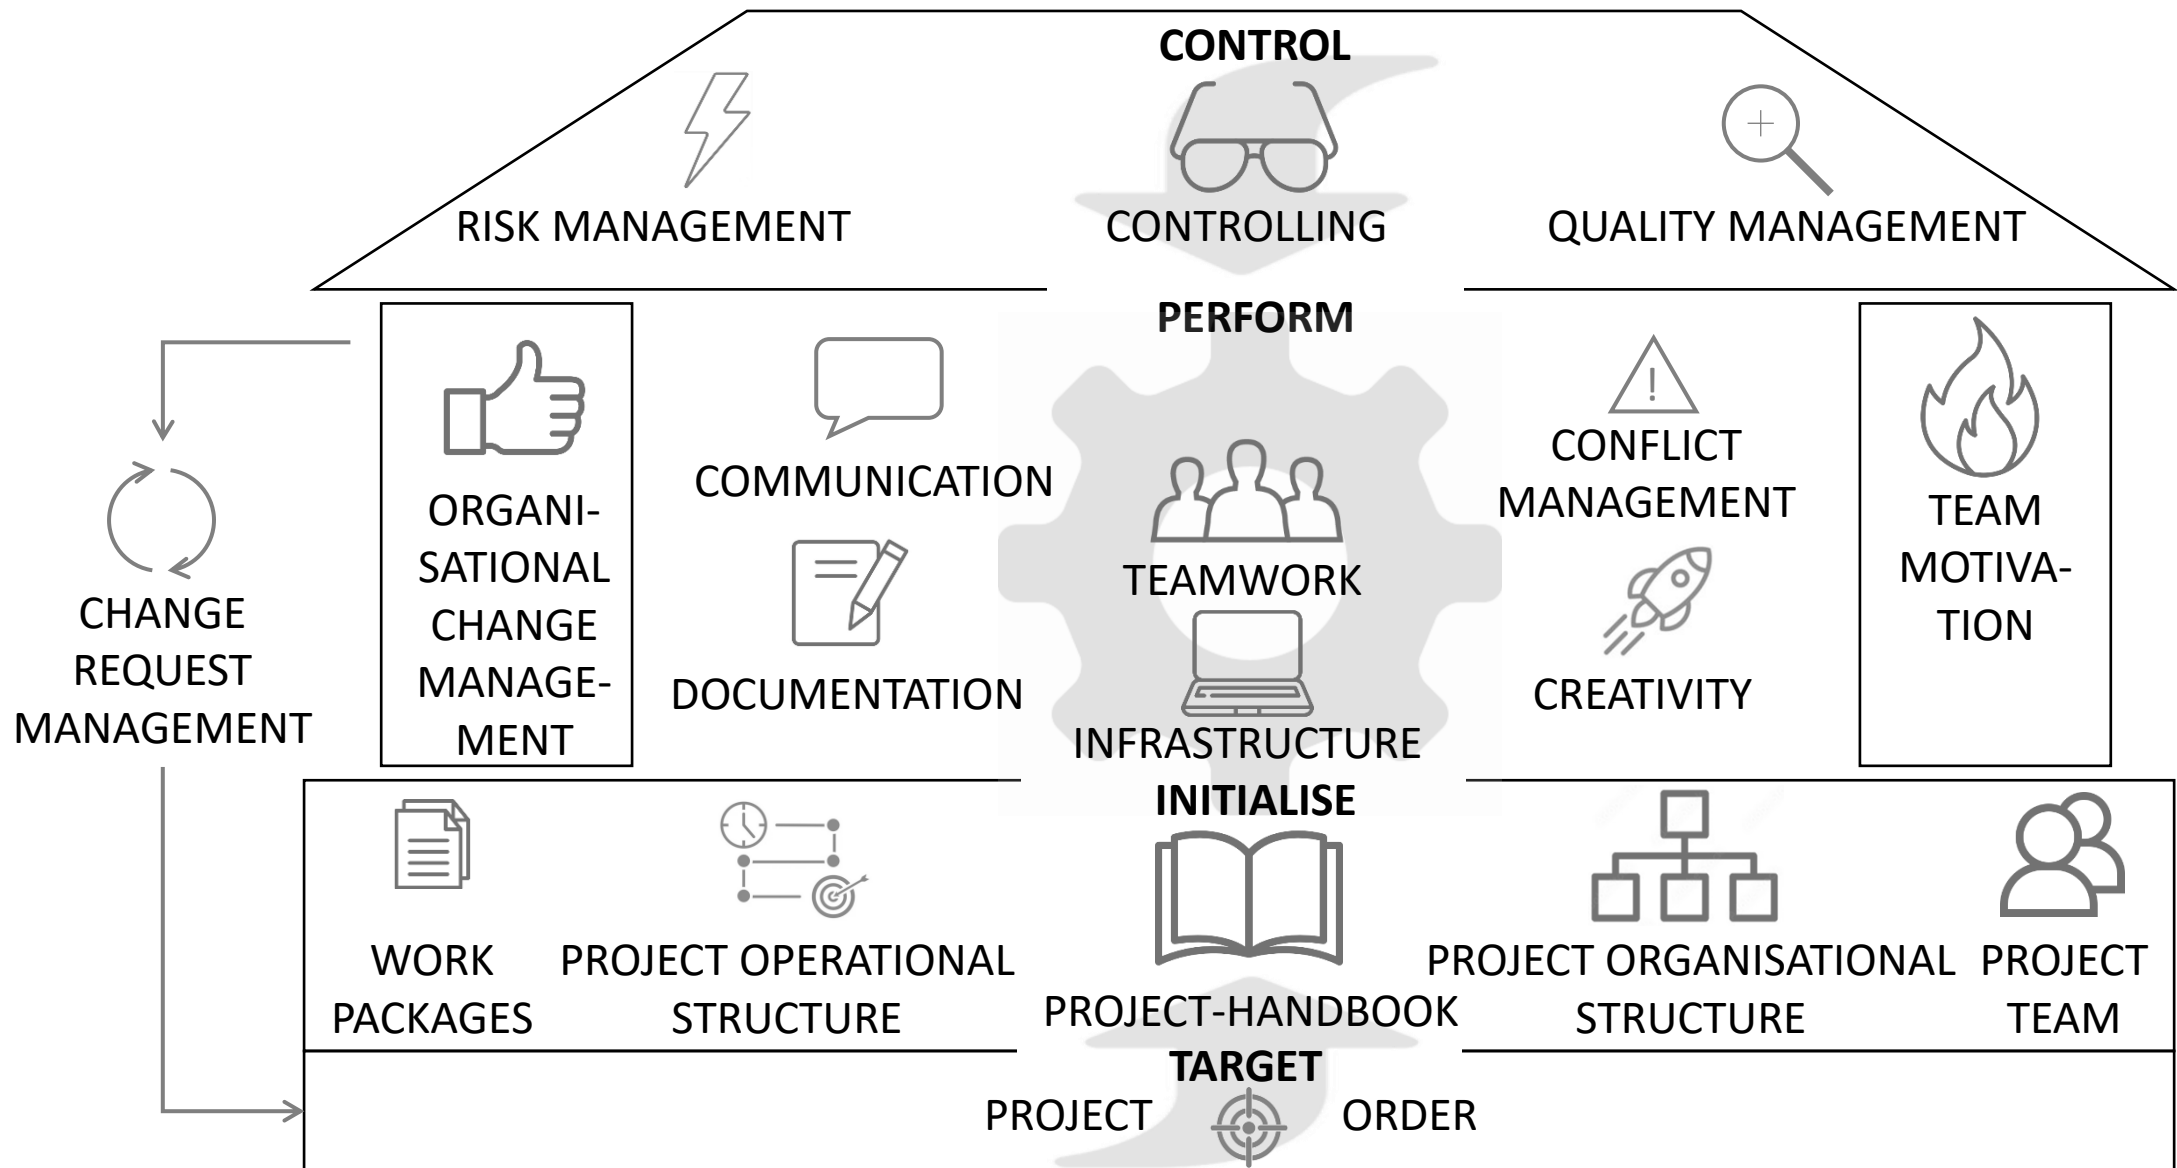 CONTROL
RISK MANAGEMENT
CONTROLLING
QUALITY MANAGEMENT
PERFORM
ORGANI-
SATIONAL
CHANGE
MANAGE-
MENT
COMMUNICATION
DOCUMENTATION
TEAMWORK
INFRASTRUCTURE
CONFLICT
MANAGEMENT
CREATIVITY
TEAM
MOTIVA-
TION
CHANGE
REQUEST
MANAGEMENT
INITIALISE
WORK
PACKAGES
PROJECT OPERATIONAL
STRUCTURE
PROJECT-HANDBOOK
PROJECT ORGANISATIONAL
STRUCTURE
PROJECT
TEAM
TARGET
PROJECT ORDER